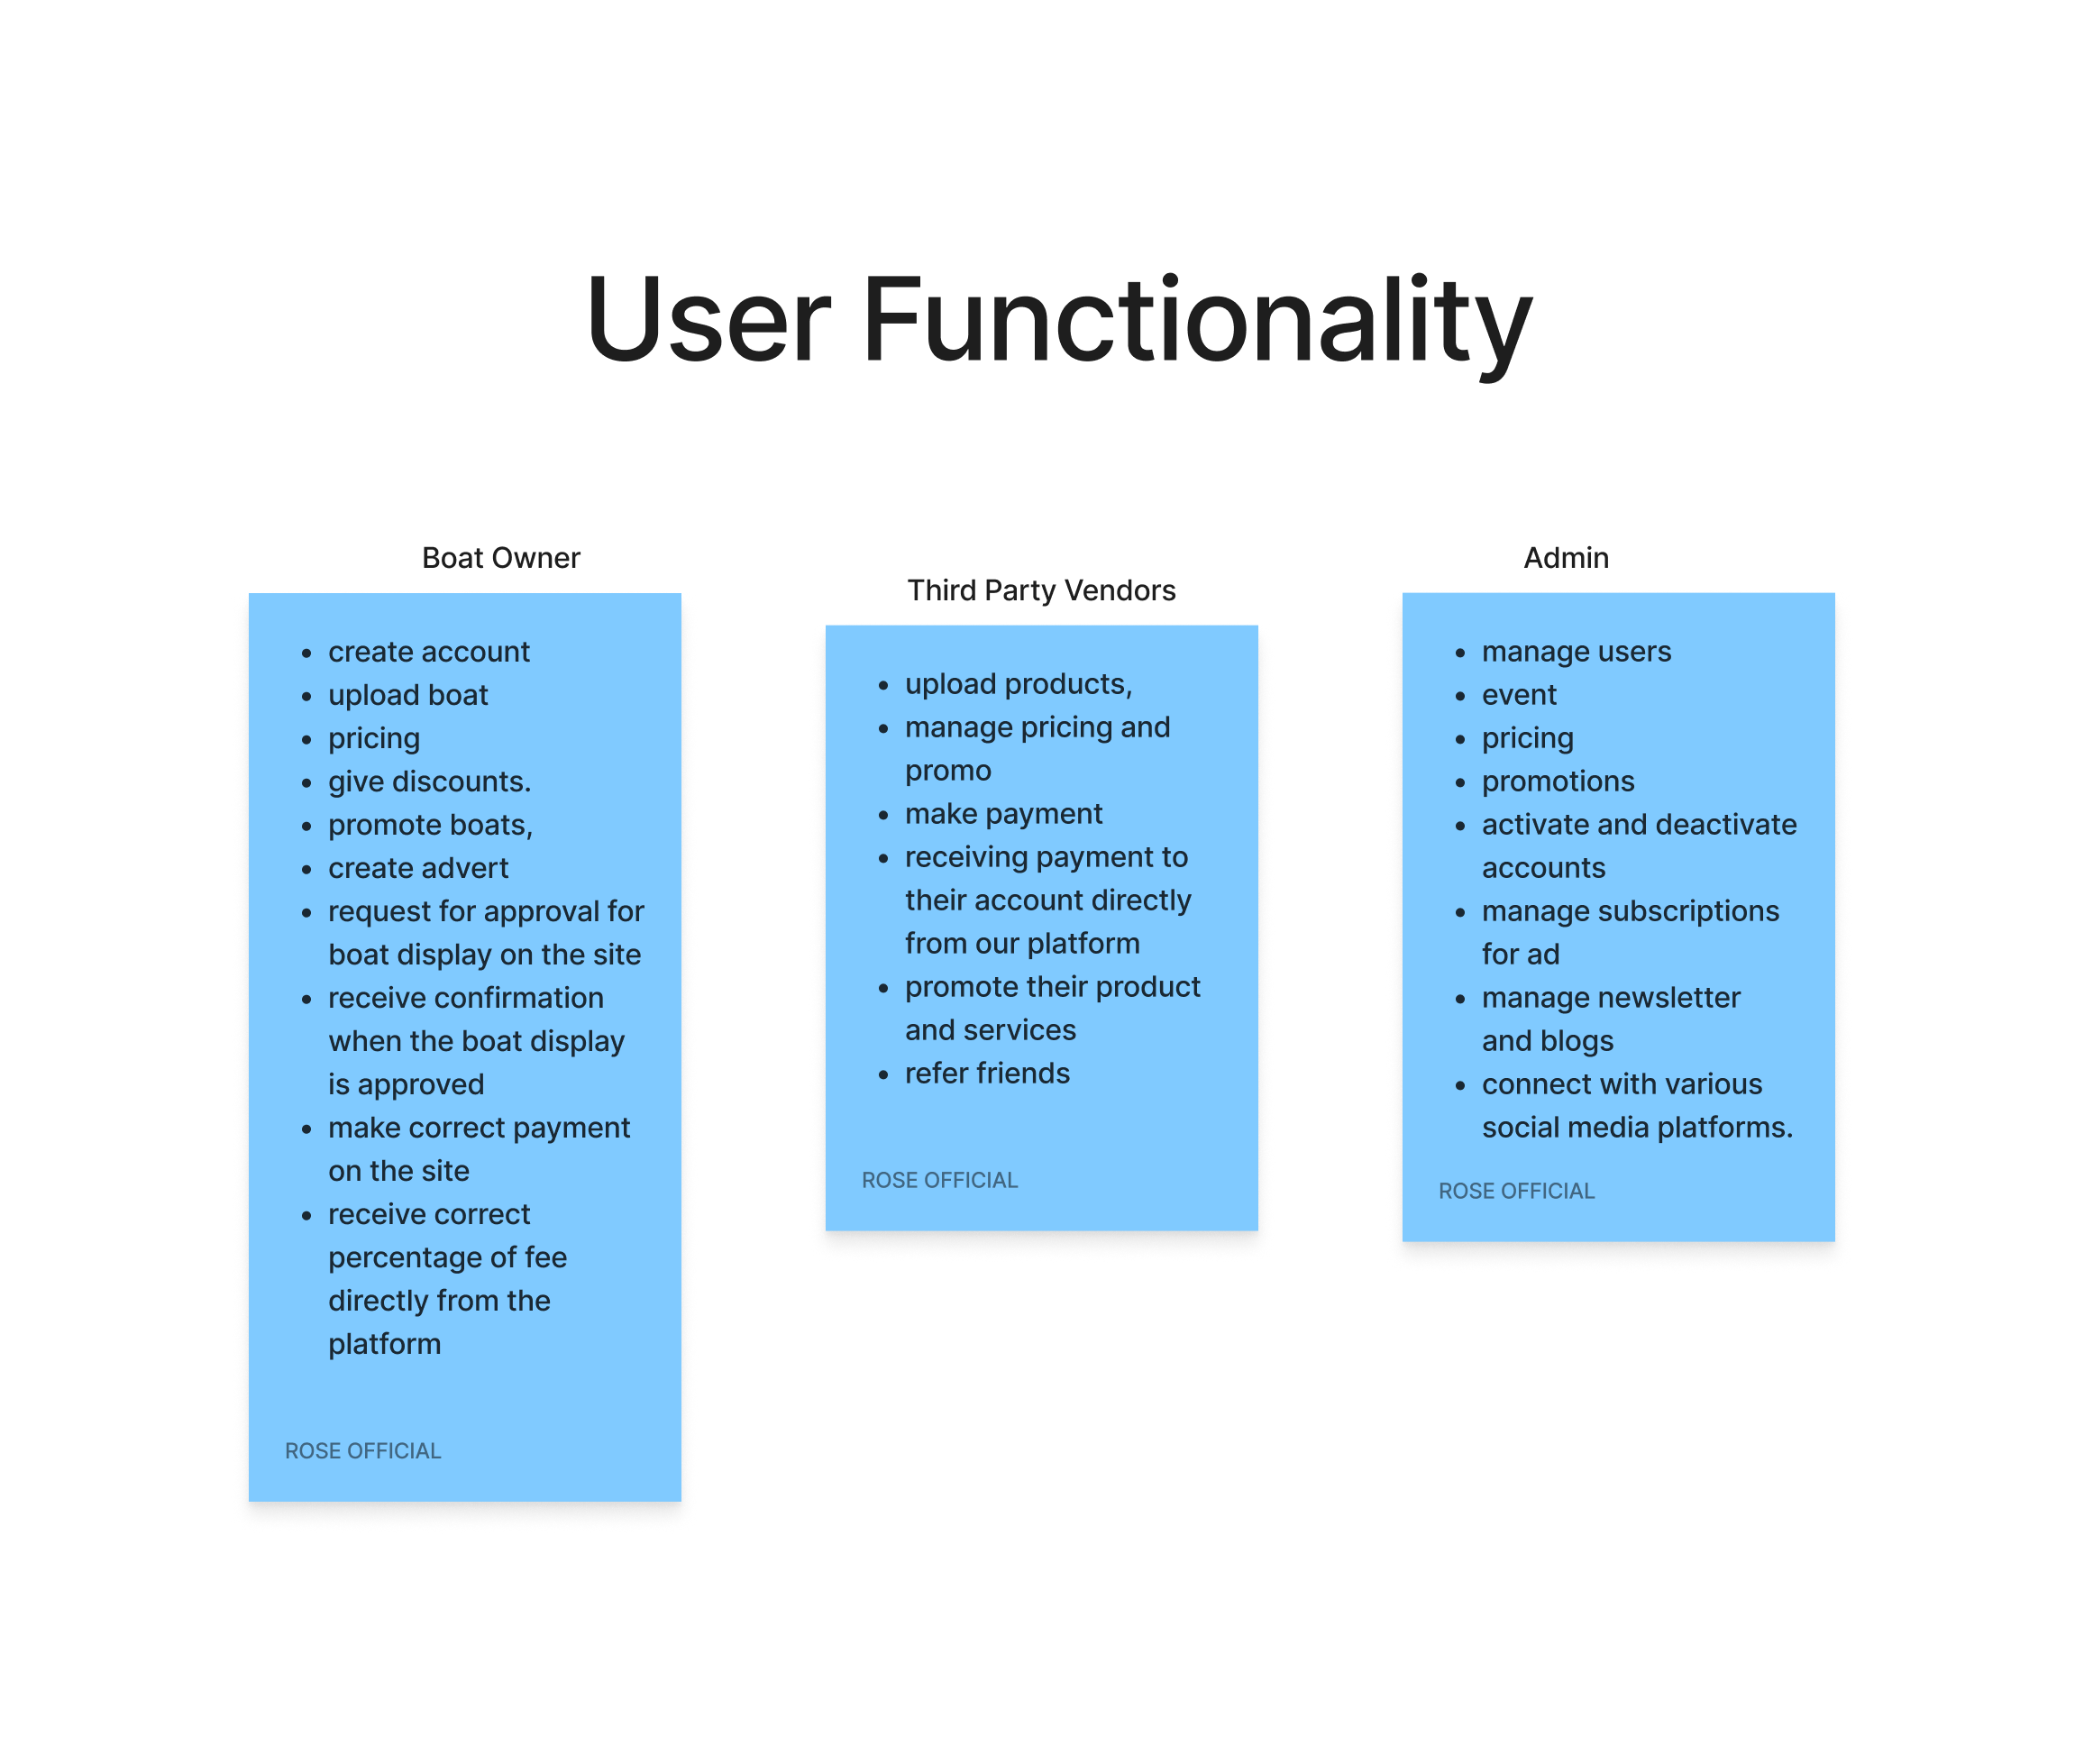 User Functionality
Boat Owner
• create account
• upload boat
• pricing
• give discounts.
• promote boats,
• create advert
• request for approval for
boat display on the site
• receive confirmation
when the boat display
is approved
• make correct payment
on the site
• receive correct
percentage of fee
directly from the
platform
ROSE OFFICIAL
Third Party Vendors
• upload products,
• manage pricing and
promo
• make payment
• receiving payment to
their account directly
from our platform
• promote their product
and services
• refer friends
ROSE OFFICIAL
Admin
• manage users
• event
• pricing
• promotions
• activate and deactivate
accounts
• manage subscriptions
for ad
• manage newsletter
and blogs
• connect with various
social media platforms.
ROSE OFFICIAL